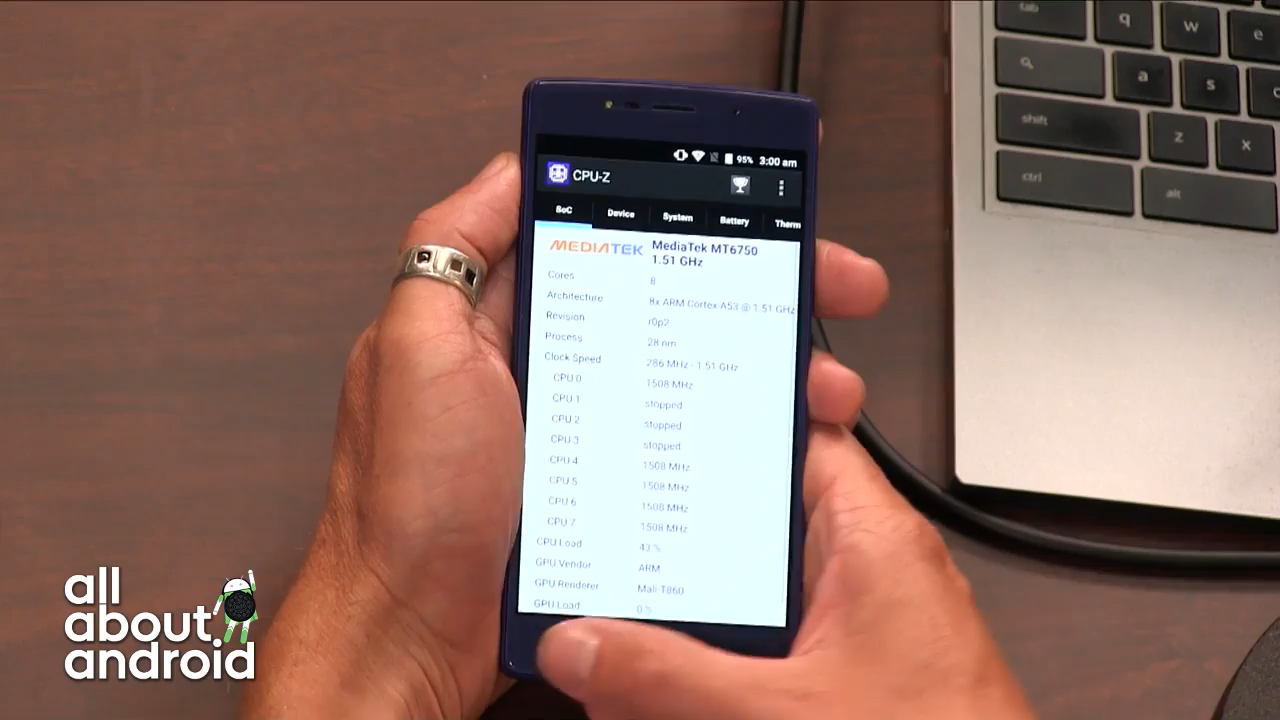 tab q w e
a s
shift z x
ctrl alt
95% 3:00 am
CPU-Z
SoC Device System Battery Therm
MEDIATEK MediaTek MT6750
1.51 GHz
Cores 8
Architecture 8x ARM Cortex-A53 @ 1.51 GHz
Revision r0p2
Process 28 nm
Clock Speed 286 MHz - 1.51 GHz
CPU 0 1508 MHz
CPU 1 stopped
CPU 2 stopped
CPU 3 stopped
CPU 4 1508 MHz
CPU 5 1508 MHz
CPU 6 1508 MHz
CPU 7 1508 MHz
CPU Load 43 %
GPU Vendor ARM
GPU Renderer Mali-T860
GPU Load 0 %
all
about
android